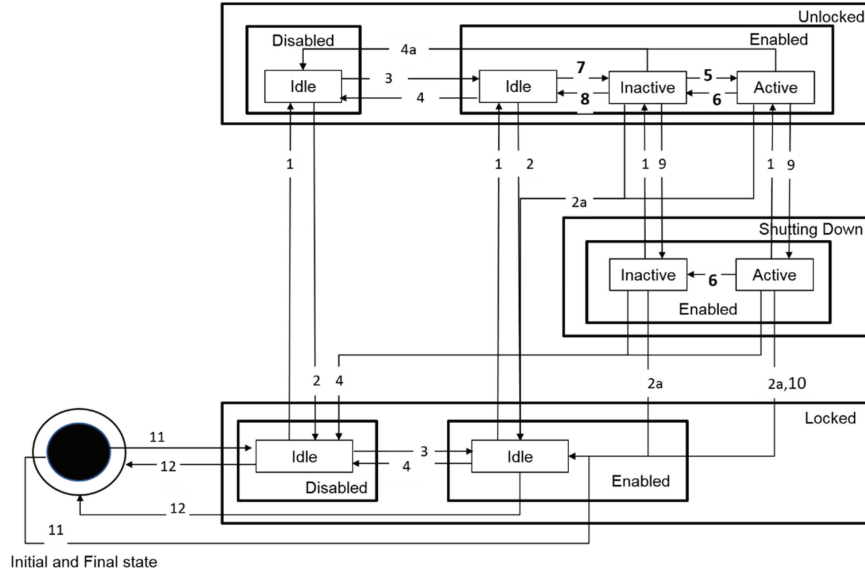 Unlocked
Disabled
Enabled
4a
Idle
3
4
Idle
7
8
Inactive
5
6
Active
1
1
2
1
9
1
9
2a
Shutting Down
Inactive
6
Active
Enabled
2
4
2a
2a,10
Locked
11
12
Idle
3
4
Idle
Disabled
Enabled
12
11
Initial and Final state